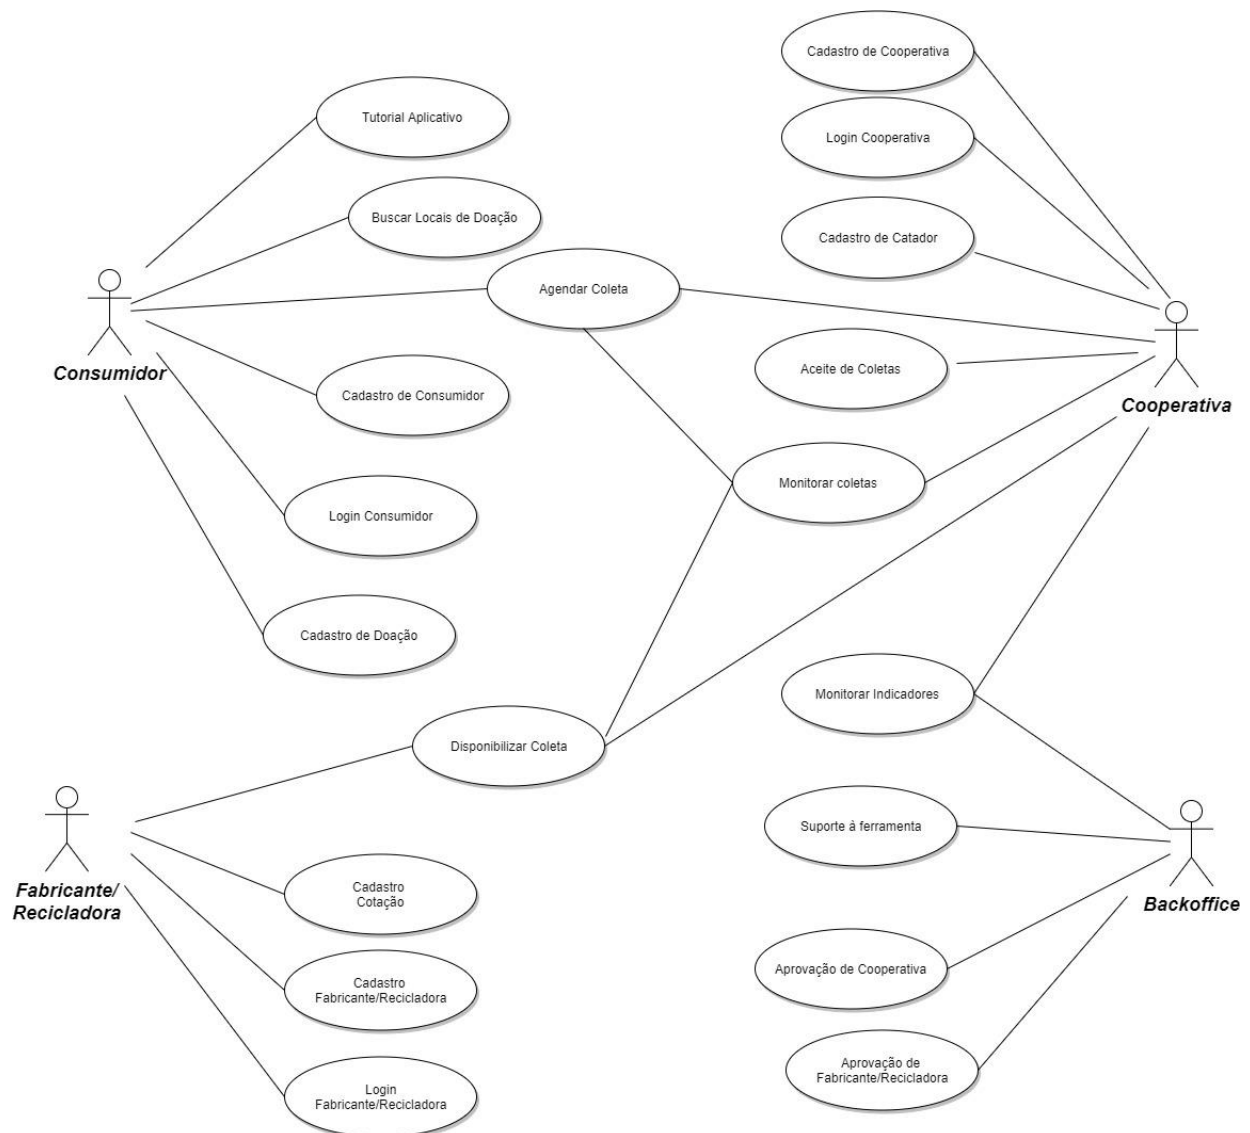 Cadastro de Cooperativa
Tutorial Aplicativo
Login Cooperativa
Buscar Locais de Doação
Cadastro de Catador
Agendar Coleta
Consumidor
Aceite de Coletas
Cadastro de Consumidor
Cooperativa
Monitorar coletas
Login Consumidor
Cadastro de Doação
Monitorar Indicadores
Disponibilizar Coleta
Suporte à ferramenta
Fabricante/
Recicladora
Cadastro
Cotação
Backoffice
Aprovação de Cooperativa
Cadastro
Fabricante/Recicladora
Aprovação de
Fabricante/Recicladora
Login
Fabricante/Recicladora